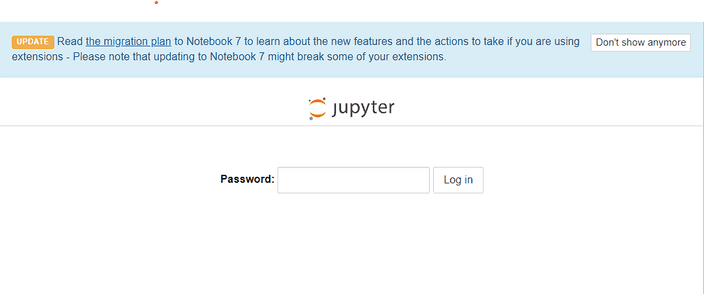 UPDATE Read the migration plan to Notebook 7 to learn about the new features and the actions to take if you are using
extensions - Please note that updating to Notebook 7 might break some of your extensions.
Don't show anymore
jupyter
Password:
Log in